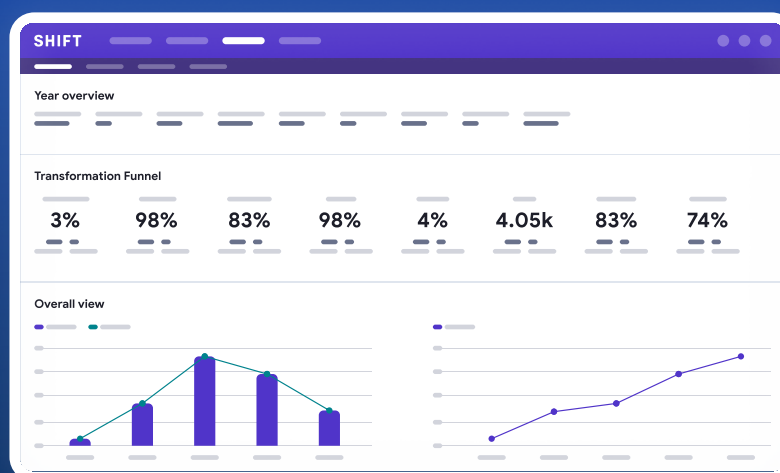 SHIFT
Year overview
Transformation Funnel
3% 98% 83% 98% 4% 4.05k 83% 74%
Overall view